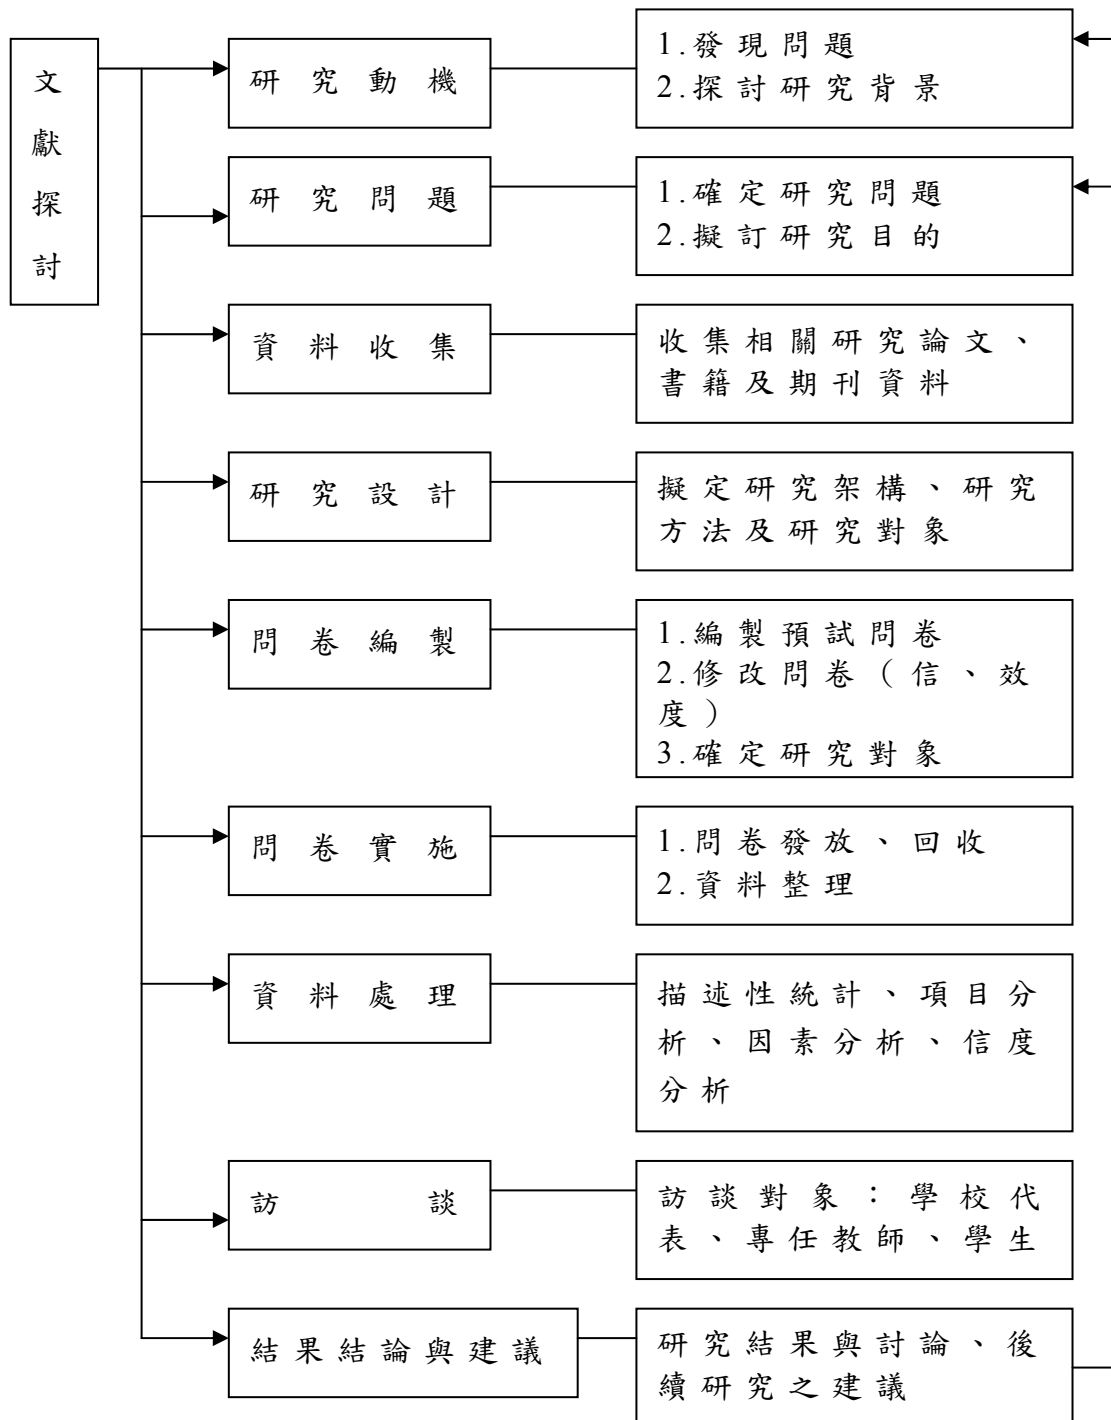 文獻探討
研究動機
1.發現問題
2.探討研究背景
研究問題
1.確定研究問題
2.擬訂研究目的
資料收集
收集相關研究論文、
書籍及期刊資料
研究設計
擬定研究架構、研究
方法及研究對象
問卷編製
1.編製預試問卷
2.修改問卷(信、效
度)
3.確定研究對象
問卷實施
1.問卷發放、回收
2.資料整理
資料處理
描述性統計、項目分
析、因素分析、信度
分析
訪談
訪談對象：學校代
表、專任教師、學生
結果結論與建議
研究結果與討論、後
續研究之建議